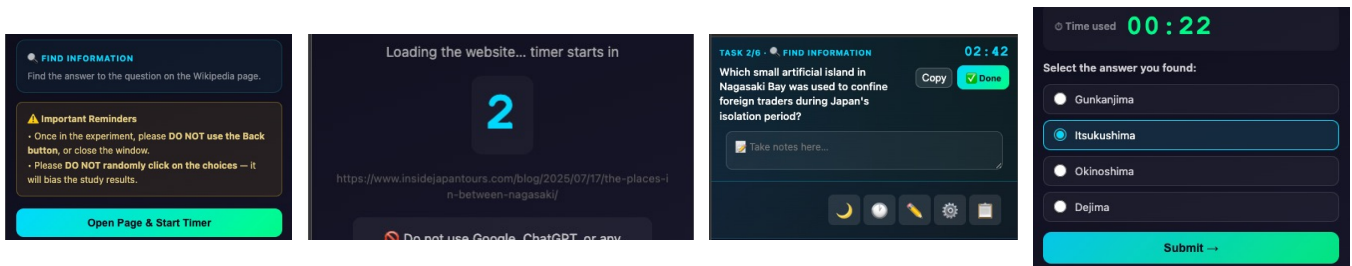 🔍 FIND INFORMATION
Find the answer to the question on the Wikipedia page.
⚠️ Important Reminders
• Once in the experiment, please DO NOT use the Back
button, or close the window.
• Please DO NOT randomly click on the choices — it
will bias the study results.
Open Page & Start Timer
Loading the website... timer starts in
2
https://www.insidejapantours.com/blog/2025/07/17/the-places-i
n-between-nagasaki/
🚫 Do not use Google, ChatGPT, or any
TASK 2/6 · 🔍 FIND INFORMATION
02:42
Which small artificial island in
Nagasaki Bay was used to confine
foreign traders during Japan's
isolation period?
Copy
✅ Done
📝 Take notes here...
⏱ Time used 00:22
Select the answer you found:
Gunkanjima
Itsukushima
Okinoshima
Dejima
Submit →